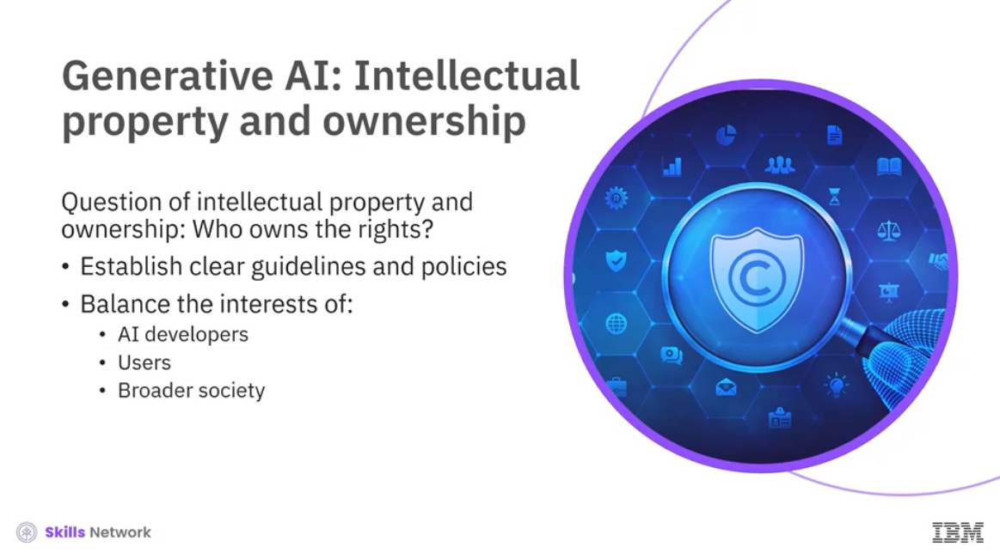 Generative AI: Intellectual
property and ownership
Question of intellectual property and
ownership: Who owns the rights?
• Establish clear guidelines and policies
• Balance the interests of:
• AI developers
• Users
• Broader society
©
R
Skills Network
IBM